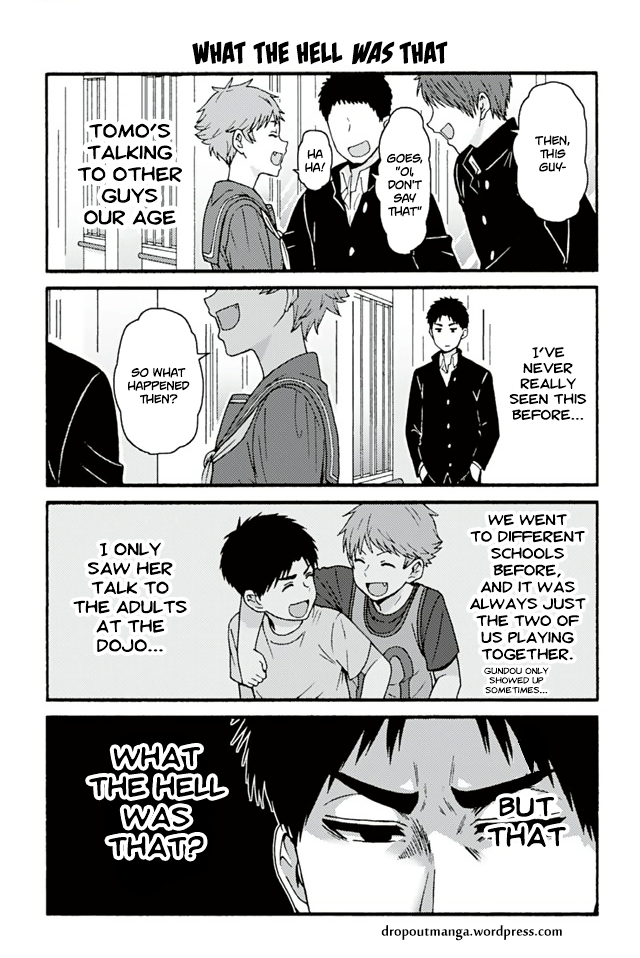 WHAT THE HELL WAS THAT
THEN,
THIS
GUY-
GOES,
"OI,
DON'T
SAY
THAT"
HA
HA!
TOMO'S
TALKING
TO OTHER
GUYS
OUR AGE
I'VE
NEVER
REALLY
SEEN THIS
BEFORE...
SO WHAT
HAPPENED
THEN?
WE WENT
TO DIFFERENT
SCHOOLS
BEFORE,
AND IT WAS
ALWAYS JUST
THE TWO OF
US PLAYING
TOGETHER.
GUNDOU ONLY
SHOWED UP
SOMETIMES...
I ONLY
SAW HER
TALK TO
THE ADULTS
AT THE
DOJO...
BUT
THAT
WHAT
THE HELL
WAS
THAT?
dropoutmanga.wordpress.com